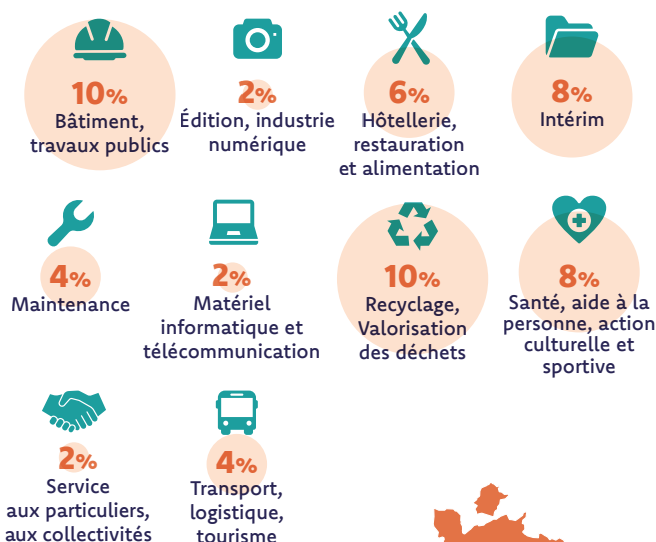 10%
Bâtiment,
travaux publics
2%
Édition, industrie
numérique
6%
Hôtellerie,
restauration
et alimentation
8%
Intérim
4%
Maintenance
2%
Matériel
informatique et
télécommunication
10%
Recyclage,
Valorisation
des déchets
8%
Santé, aide à la
personne, action
culturelle et
sportive
2%
Service
aux particuliers,
aux collectivités
4%
Transport,
logistique,
tourisme